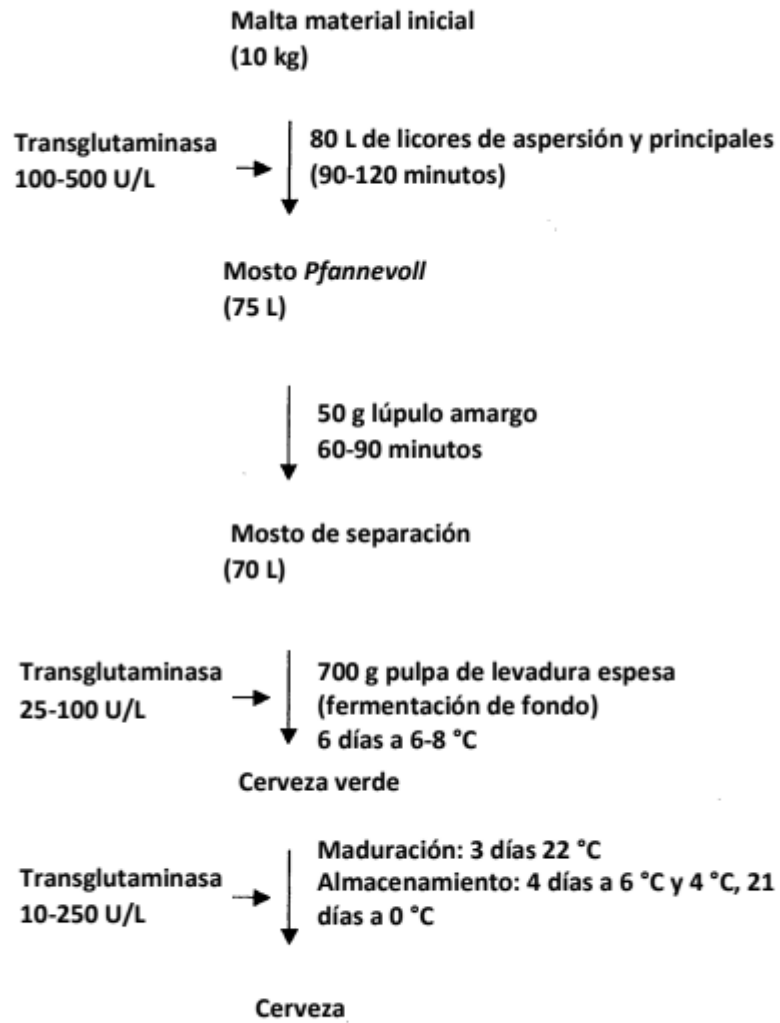 Malta material inicial
(10 kg)
Transglutaminasa
100-500 U/L
80 L de licores de aspersión y principales
(90-120 minutos)
Mosto Pfannevoll
(75 L)
50 g lúpulo amargo
60-90 minutos
Mosto de separación
(70 L)
Transglutaminasa
25-100 U/L
700 g pulpa de levadura espesa
(fermentación de fondo)
6 días a 6-8 °C
Cerveza verde
Transglutaminasa
10-250 U/L
Maduración: 3 días 22 °C
Almacenamiento: 4 días a 6 °C y 4 °C, 21
días a 0 °C
Cerveza